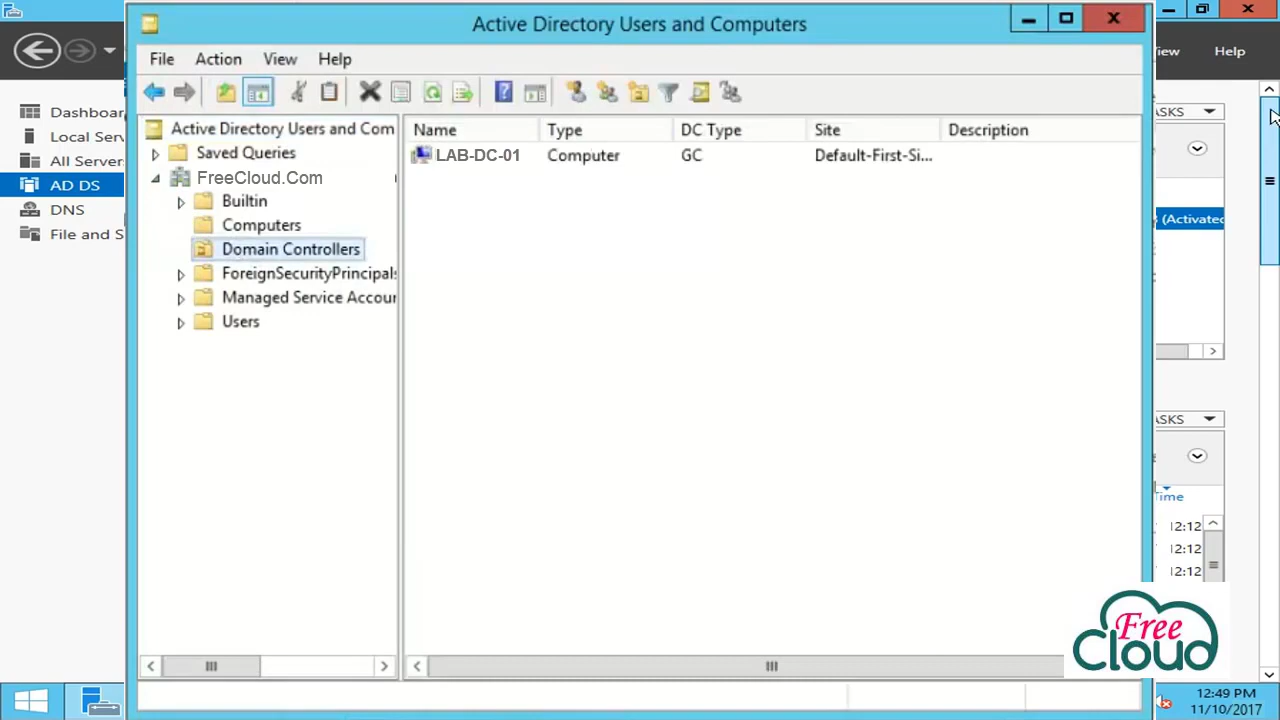 Active Directory Users and Computers
File Action View Help
iew Help
Dashboar
Local Serv
All Servers
AD DS
DNS
File and S
Active Directory Users and Com
Saved Queries
FreeCloud.Com
Builtin
Computers
Domain Controllers
ForeignSecurityPrincipals
Managed Service Accour
Users
Name Type DC Type Site Description
LAB-DC-01 Computer GC Default-First-Si...
ASKS
(Activated
ASKS
Time
12:12
12:12
12:12
Free
Cloud
12:49 PM
11/10/2017